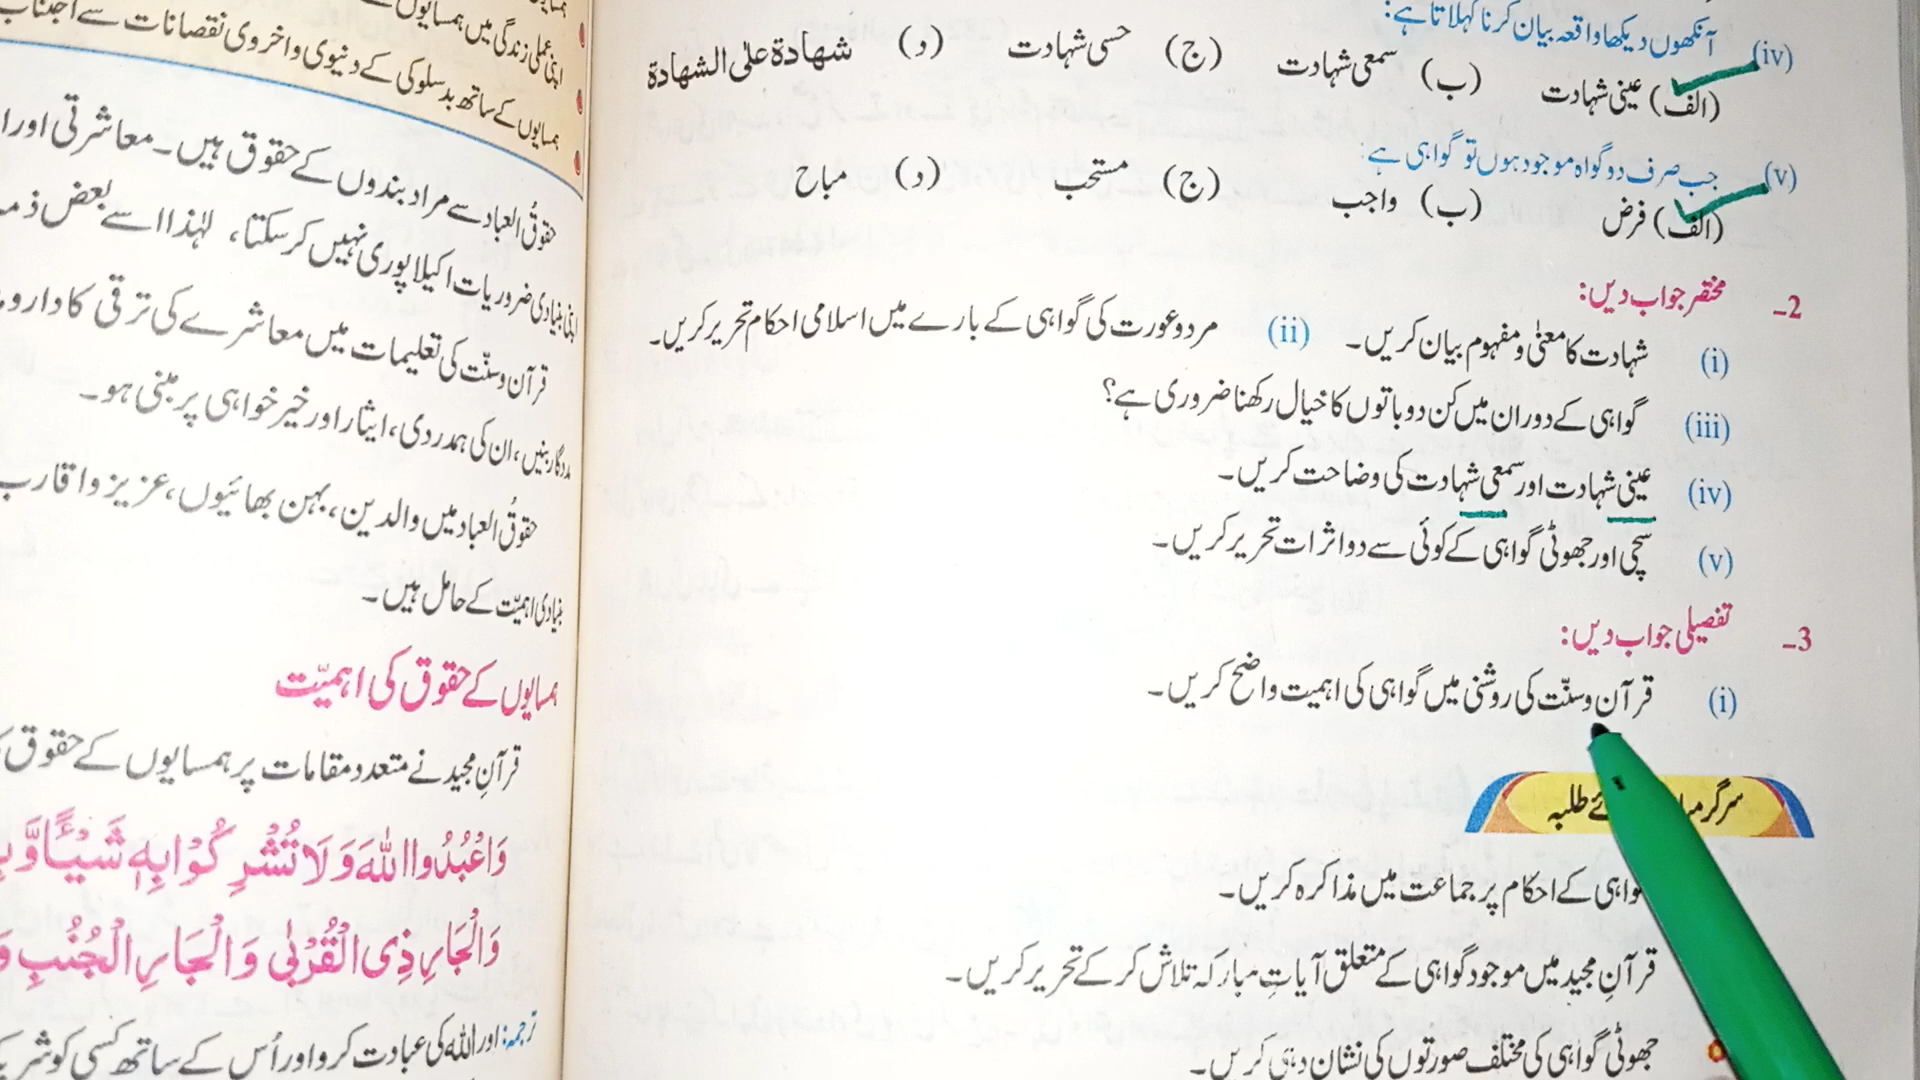 (iv) آنکھوں دیکھا واقعہ بیان کرنا کہلاتا ہے:
(الف) عینی شہادت (ب) سمعی شہادت (ج) حسی شہادت (د) شھادة علی الشھادة
(v) جب صرف دو گواہ موجود ہوں تو گواہی ہے:
(الف) فرض (ب) واجب (ج) مستحب (د) مباح
2- مختصر جواب دیں:
(i) شہادت کا معنٰی و مفہوم بیان کریں۔ (ii) مرد و عورت کی گواہی کے بارے میں اسلامی احکام تحریر کریں۔
(iii) گواہی کے دوران میں کن دو باتوں کا خیال رکھنا ضروری ہے؟
(iv) عینی شہادت اور سمعی شہادت کی وضاحت کریں۔
(v) سچی اور جھوٹی گواہی کے کوئی سے دو اثرات تحریر کریں۔
3- تفصیلی جواب دیں:
(i) قرآن و سنّت کی روشنی میں گواہی کی اہمیت واضح کریں۔
طلبہ
کے احکام پر جماعت میں مذاکرہ کریں۔
قرآنِ مجید میں موجود گواہی کے متعلق آیاتِ مبارکہ تلاش کر کے تحریر کریں۔
جھوٹی گواہی کی مختلف صورتوں کی نشان دہی کریں۔
اپنی عملی زندگی میں ہمسایوں کے
ہمسایوں کے ساتھ بدسلوکی کے دنیوی و اخروی نقصانات سے اجتناب
حقوقُ العباد سے مراد بندوں کے حقوق ہیں۔ معاشرتی اور
اپنی بنیادی ضروریات اکیلا پوری نہیں کر سکتا، لہٰذا اسے بعض
قرآن و سنّت کی تعلیمات میں معاشرے کی ترقی کا
مددگار بنیں، ان کی ہمدردی، ایثار اور خیر خواہی پر مبنی ہو۔
حقوقُ العباد میں والدین، بہن بھائیوں، عزیز و اقارب
بنیادی اہمیّت کے حامل ہیں۔
ہمسایوں کے حقوق کی اہمیّت
قرآنِ مجید نے متعدد مقامات پر ہمسایوں کے حقوق
وَاعْبُدُوا اللّٰهَ وَلَا تُشْرِكُوْا بِهٖ شَيْـًٔا
وَالْجَارِ ذِى الْقُرْبٰى وَالْجَارِ الْجُنُبِ
ترجمہ: اور اللہ کی عبادت کرو اور اُس کے ساتھ کسی کو شریک